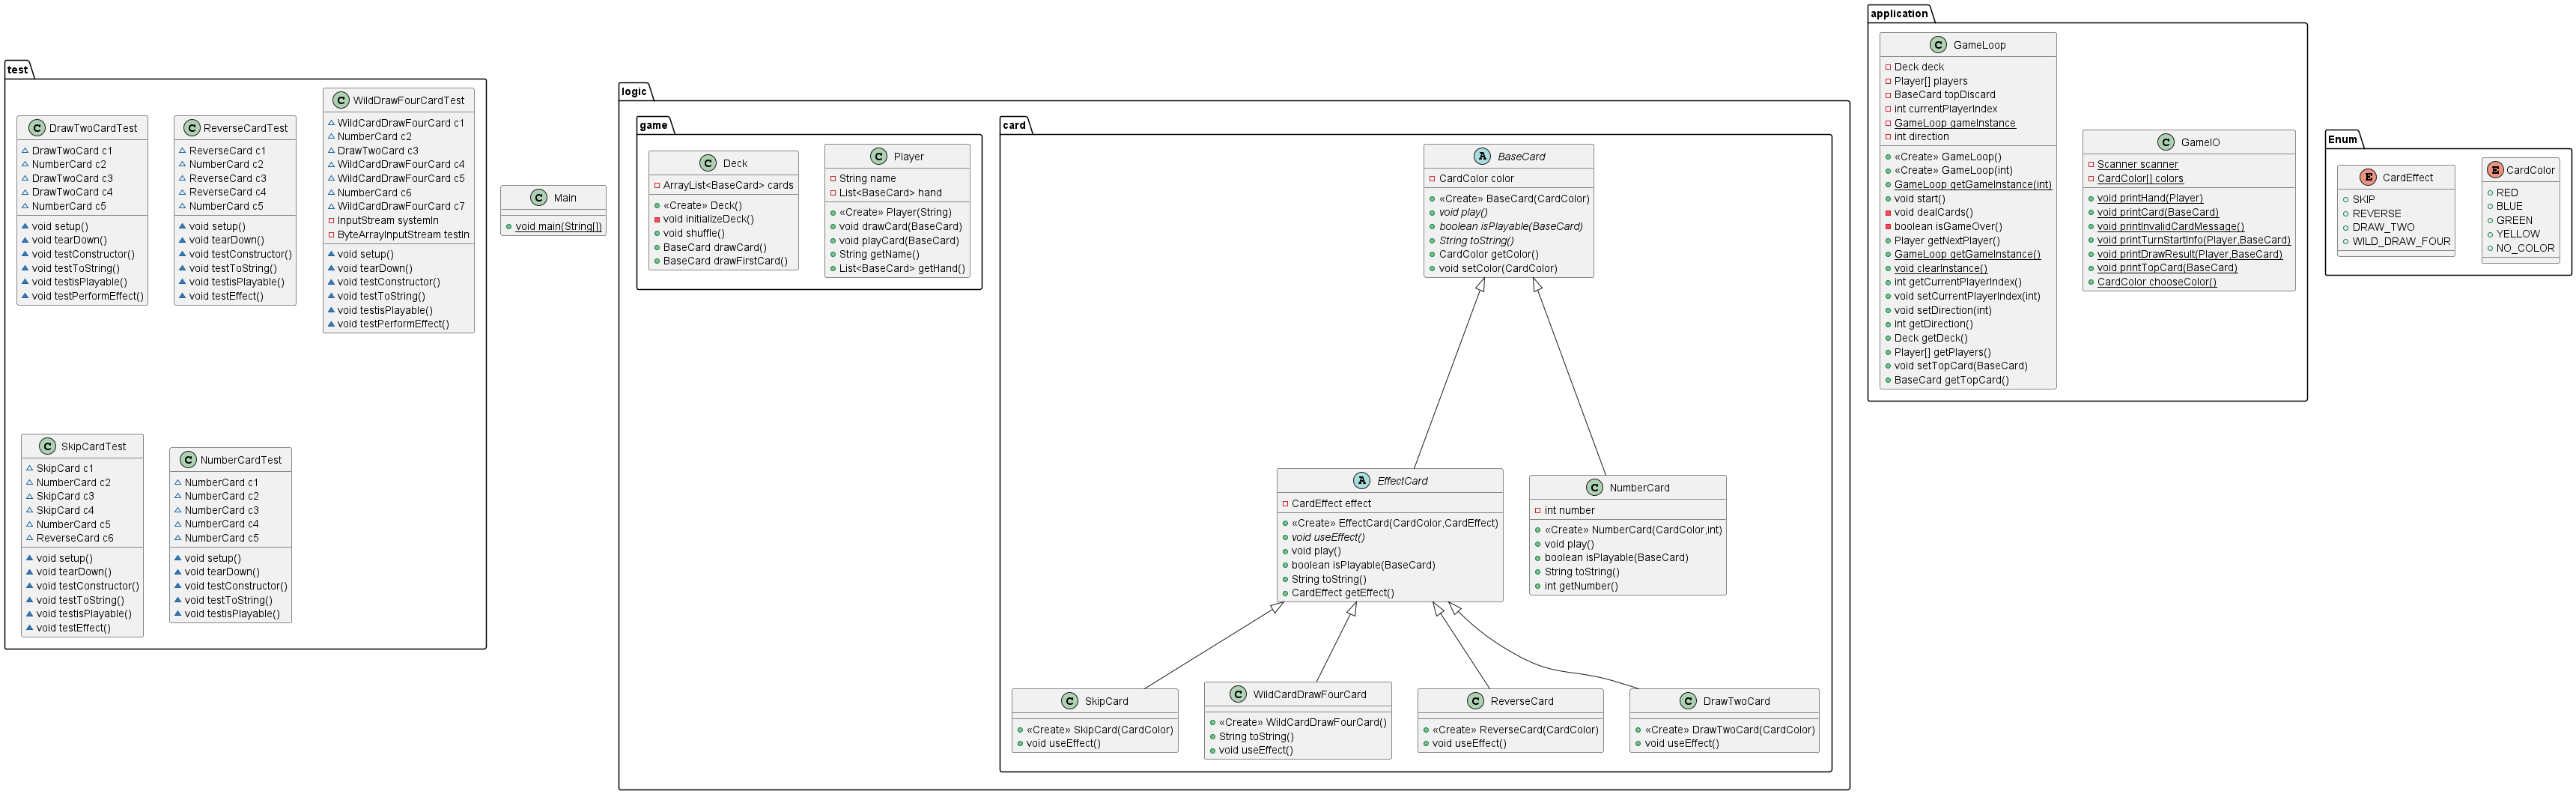 test
C DrawTwoCardTest
DrawTwoCard c1
NumberCard c2
DrawTwoCard c3
DrawTwoCard c4
NumberCard c5
void setup()
void tearDown()
void testConstructor()
void testToString()
void testisPlayable()
void testPerformEffect()
C ReverseCardTest
ReverseCard c1
NumberCard c2
ReverseCard c3
ReverseCard c4
NumberCard c5
void setup()
void tearDown()
void testConstructor()
void testToString()
void testisPlayable()
void testEffect()
C WildDrawFourCardTest
WildCardDrawFourCard c1
NumberCard c2
DrawTwoCard c3
WildCardDrawFourCard c4
WildCardDrawFourCard c5
NumberCard c6
WildCardDrawFourCard c7
InputStream systemIn
ByteArrayInputStream testIn
void setup()
void tearDown()
void testConstructor()
void testToString()
void testisPlayable()
void testPerformEffect()
C SkipCardTest
SkipCard c1
NumberCard c2
SkipCard c3
SkipCard c4
NumberCard c5
ReverseCard c6
void setup()
void tearDown()
void testConstructor()
void testToString()
void testisPlayable()
void testEffect()
C NumberCardTest
NumberCard c1
NumberCard c2
NumberCard c3
NumberCard c4
NumberCard c5
void setup()
void tearDown()
void testConstructor()
void testToString()
void testisPlayable()
C Main
void main(String[])
logic
game
C Deck
ArrayList<BaseCard> cards
«Create» Deck()
void initializeDeck()
void shuffle()
BaseCard drawCard()
BaseCard drawFirstCard()
C Player
String name
List<BaseCard> hand
«Create» Player(String)
void drawCard(BaseCard)
void playCard(BaseCard)
String getName()
List<BaseCard> getHand()
card
A BaseCard
CardColor color
«Create» BaseCard(CardColor)
void play()
boolean isPlayable(BaseCard)
String toString()
CardColor getColor()
void setColor(CardColor)
A EffectCard
CardEffect effect
«Create» EffectCard(CardColor,CardEffect)
void useEffect()
void play()
boolean isPlayable(BaseCard)
String toString()
CardEffect getEffect()
C NumberCard
int number
«Create» NumberCard(CardColor,int)
void play()
boolean isPlayable(BaseCard)
String toString()
int getNumber()
C SkipCard
«Create» SkipCard(CardColor)
void useEffect()
C WildCardDrawFourCard
«Create» WildCardDrawFourCard()
String toString()
void useEffect()
C ReverseCard
«Create» ReverseCard(CardColor)
void useEffect()
C DrawTwoCard
«Create» DrawTwoCard(CardColor)
void useEffect()
application
C GameLoop
Deck deck
Player[] players
BaseCard topDiscard
int currentPlayerIndex
GameLoop gameInstance
int direction
«Create» GameLoop()
«Create» GameLoop(int)
GameLoop getGameInstance(int)
void start()
void dealCards()
boolean isGameOver()
Player getNextPlayer()
GameLoop getGameInstance()
void clearInstance()
int getCurrentPlayerIndex()
void setCurrentPlayerIndex(int)
void setDirection(int)
int getDirection()
Deck getDeck()
Player[] getPlayers()
void setTopCard(BaseCard)
BaseCard getTopCard()
C GameIO
Scanner scanner
CardColor[] colors
void printHand(Player)
void printCard(BaseCard)
void printInvalidCardMessage()
void printTurnStartInfo(Player,BaseCard)
void printDrawResult(Player,BaseCard)
void printTopCard(BaseCard)
CardColor chooseColor()
Enum
E CardEffect
SKIP
REVERSE
DRAW_TWO
WILD_DRAW_FOUR
E CardColor
RED
BLUE
GREEN
YELLOW
NO_COLOR